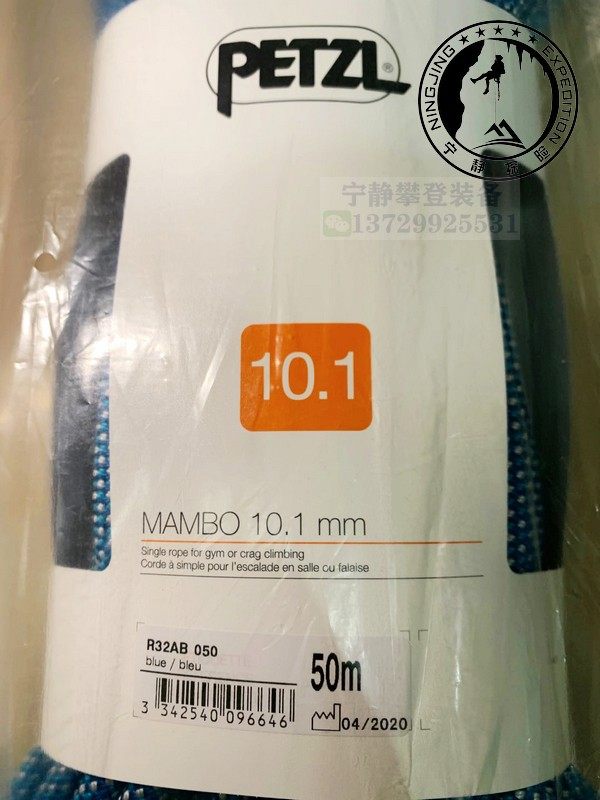 PETZL®
NINGJING ★★★★★ EXPEDITION
宁静
宁静攀登装备
13729925531
10.1
MAMBO 10.1 mm
Single rope for gym or crag climbing
Corde à simple pour l'escalade en salle ou falaise
R32AB 050
blue / bleu
50m
3 342540 096646
04/2020